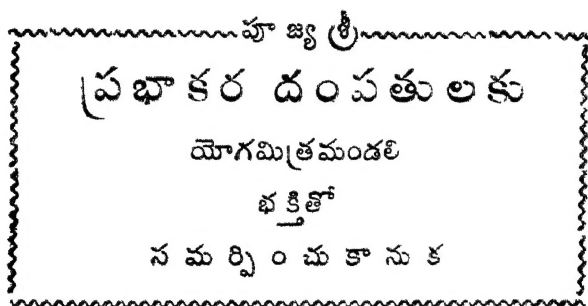 పూజ్య శ్రీ
ప్రభాకర దంపతులకు
యోగమిత్రమండలి
భక్తితో
సమర్పించుకానుక